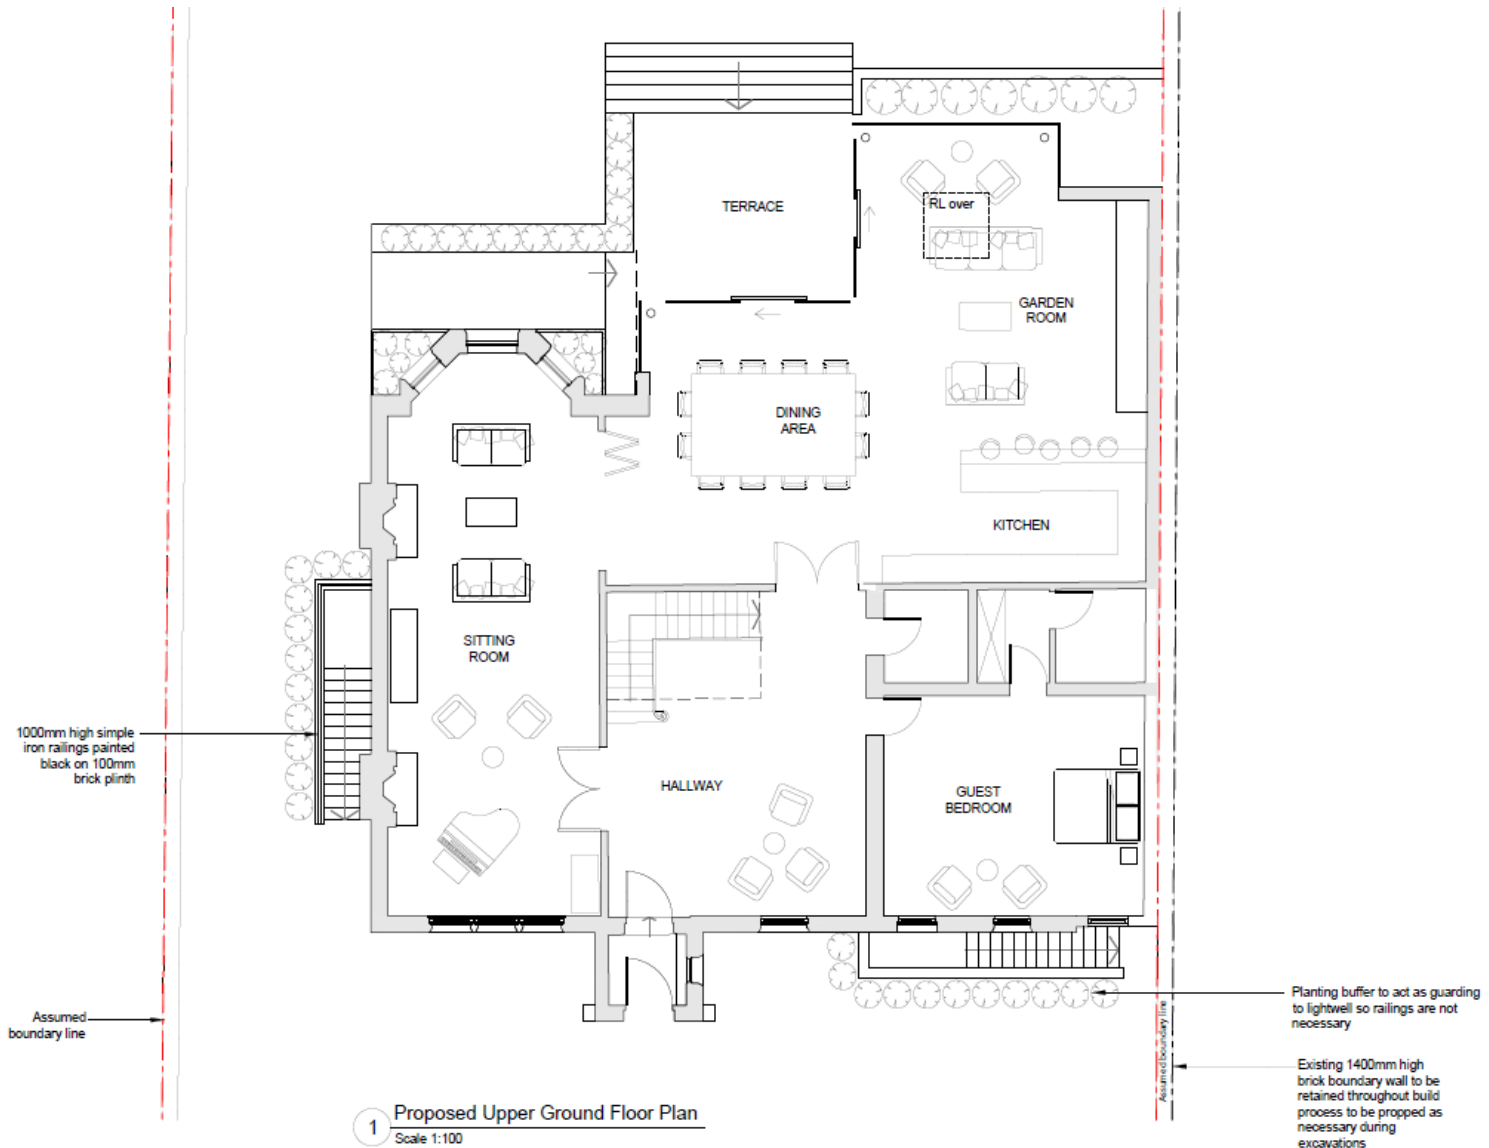 TERRACE
RL over
GARDEN
ROOM
DINING
AREA
KITCHEN
SITTING
ROOM
1000mm high simple
iron railings painted
black on 100mm
brick plinth
HALLWAY
GUEST
BEDROOM
Assumed
boundary line
Planting buffer to act as guarding
to lightwell so railings are not
necessary
Assumed boundary line
Existing 1400mm high
brick boundary wall to be
retained throughout build
process to be propped as
necessary during
excavations
1
Proposed Upper Ground Floor Plan
Scale 1:100